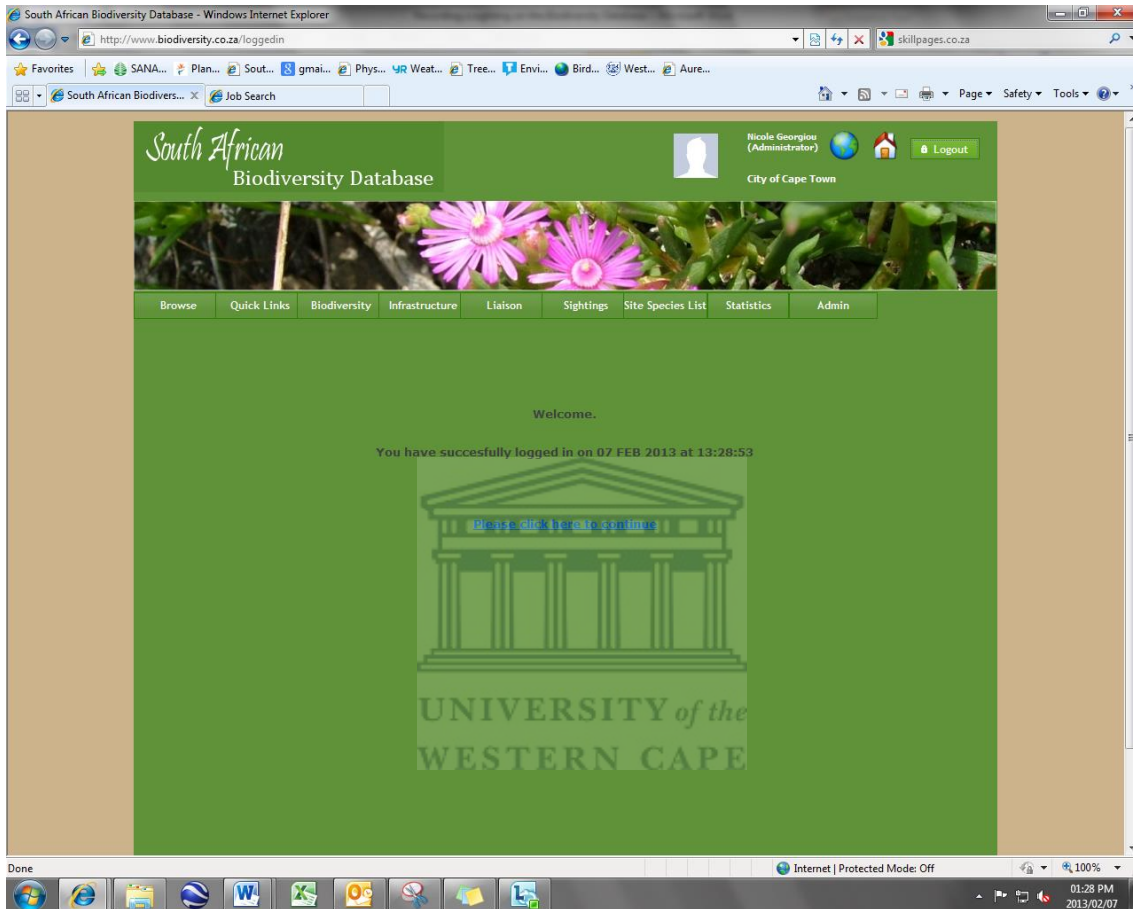 South African Biodiversity Database - Windows Internet Explorer
http://www.biodiversity.co.za/loggedin
skillpages.co.za
Favorites SANA... Plan... Sout... gmai... Phys... YR Weat... Tree... Envi... Bird... West... Aure...
South African Biodivers... X Job Search
Page Safety Tools
South African
Biodiversity Database
Nicole Georgiou
(Administrator)
City of Cape Town
Logout
Browse Quick Links Biodiversity Infrastructure Liaison Sightings Site Species List Statistics Admin
Welcome.
You have succesfully logged in on 07 FEB 2013 at 13:28:53
Please click here to continue
UNIVERSITY of the
WESTERN CAPE
Done
Internet | Protected Mode: Off
100%
01:28 PM
2013/02/07